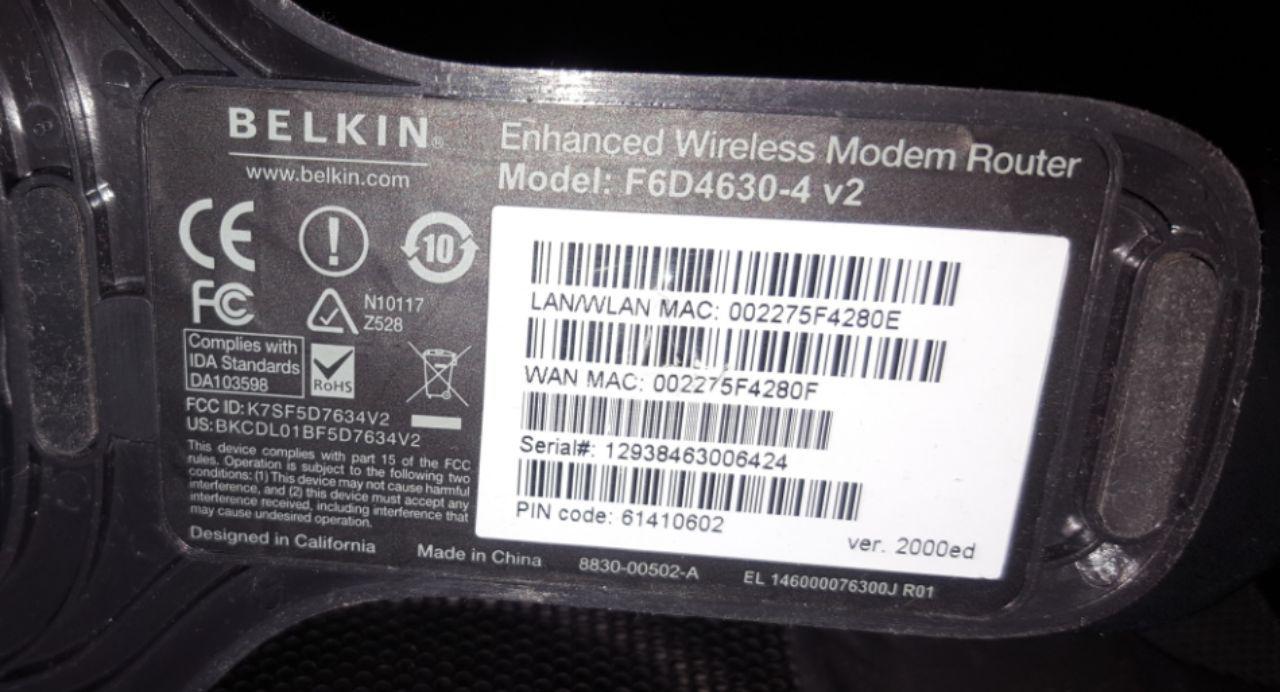 BELKIN®
www.belkin.com
Enhanced Wireless Modem Router
Model: F6D4630-4 v2
CE
10
FC
N10117
Z528
Complies with
IDA Standards
DA103598
RoHS
FCC ID: K7SF5D7634V2
US: BKCDL01BF5D7634V2
This device complies with part 15 of the FCC
rules. Operation is subject to the following two
conditions: (1) This device may not cause harmful
interference, and (2) this device must accept any
interference received, including interference that
may cause undesired operation.
LAN/WLAN MAC: 002275F4280E
WAN MAC: 002275F4280F
Serial#: 12938463006424
PIN code: 61410602
ver. 2000ed
Designed in California
Made in China
8830-00502-A
EL 146000076300J R01